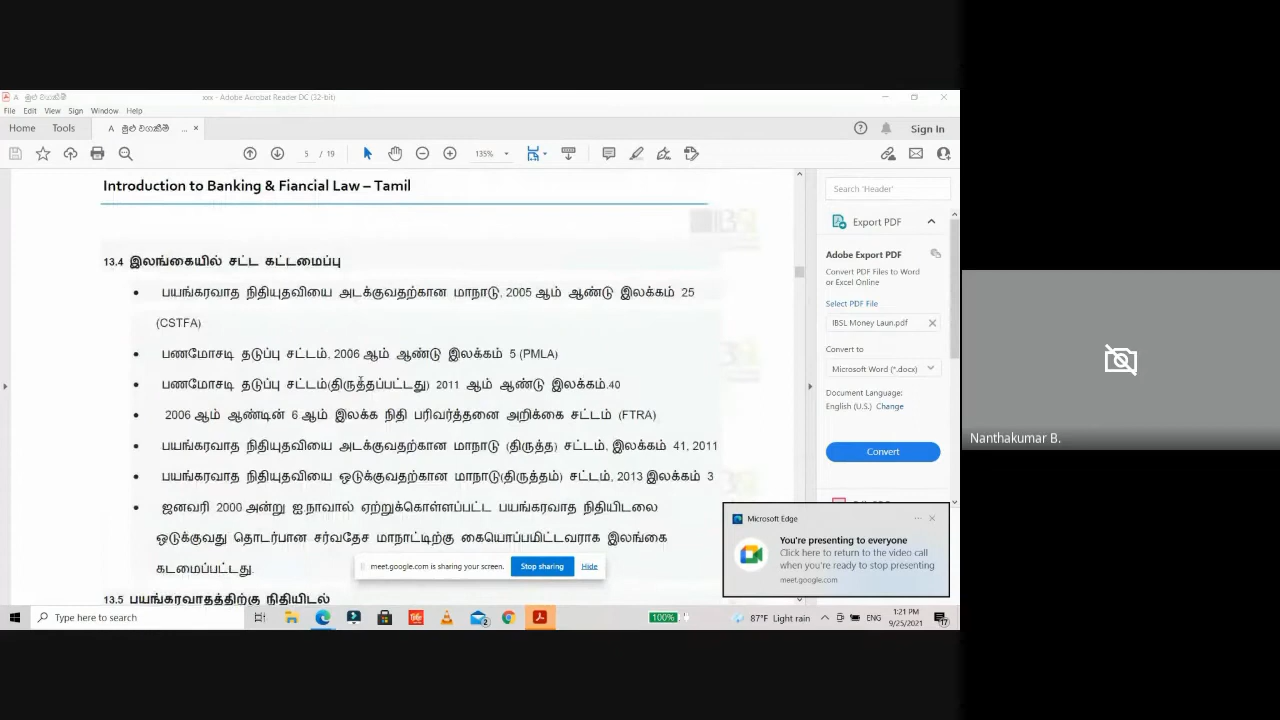 xxx - Adobe Acrobat Reader DC (32-bit)
File Edit View Sign Window Help
Home Tools A මුළු ... ×
Sign In
5 / 19 135%
Introduction to Banking & Fiancial Law – Tamil
13.4 இலங்கையில் சட்ட கட்டமைப்பு
• பயங்கரவாத நிதியுதவியை அடக்குவதற்கான மாநாடு, 2005 ஆம் ஆண்டு இலக்கம் 25
(CSTFA)
• பணமோசடி தடுப்பு சட்டம், 2006 ஆம் ஆண்டு இலக்கம் 5 (PMLA)
• பணமோசடி தடுப்பு சட்டம்(திருத்தப்பட்டது) 2011 ஆம் ஆண்டு இலக்கம்.40
• 2006 ஆம் ஆண்டின் 6 ஆம் இலக்க நிதி பரிவர்த்தனை அறிக்கை சட்டம் (FTRA)
• பயங்கரவாத நிதியுதவியை அடக்குவதற்கான மாநாடு (திருத்த) சட்டம், இலக்கம் 41, 2011
• பயங்கரவாத நிதியுதவியை ஒடுக்குவதற்கான மாநாடு(திருத்தம்) சட்டம், 2013 இலக்கம் 3
• ஜனவரி 2000 அன்று ஐ.நாவால் ஏற்றுக்கொள்ளப்பட்ட பயங்கரவாத நிதியிடலை
ஒடுக்குவது தொடர்பான சர்வதேச மாநாட்டிற்கு கையொப்பமிட்டவராக இலங்கை
கடமைப்பட்டது.
13.5 பயங்கரவாதத்திற்கு நிதியிடல்
Search 'Header'
Export PDF
Adobe Export PDF
Convert PDF Files to Word
or Excel Online
Select PDF File
IBSL Money Laun.pdf
Convert to
Microsoft Word (*.docx)
Document Language:
English (U.S.) Change
Convert
Microsoft Edge
You're presenting to everyone
Click here to return to the video call
when you're ready to stop presenting
meet.google.com
meet.google.com is sharing your screen. Stop sharing Hide
Type here to search
2
100%
87°F Light rain
ENG
1:21 PM
9/25/2021
17
Nanthakumar B.